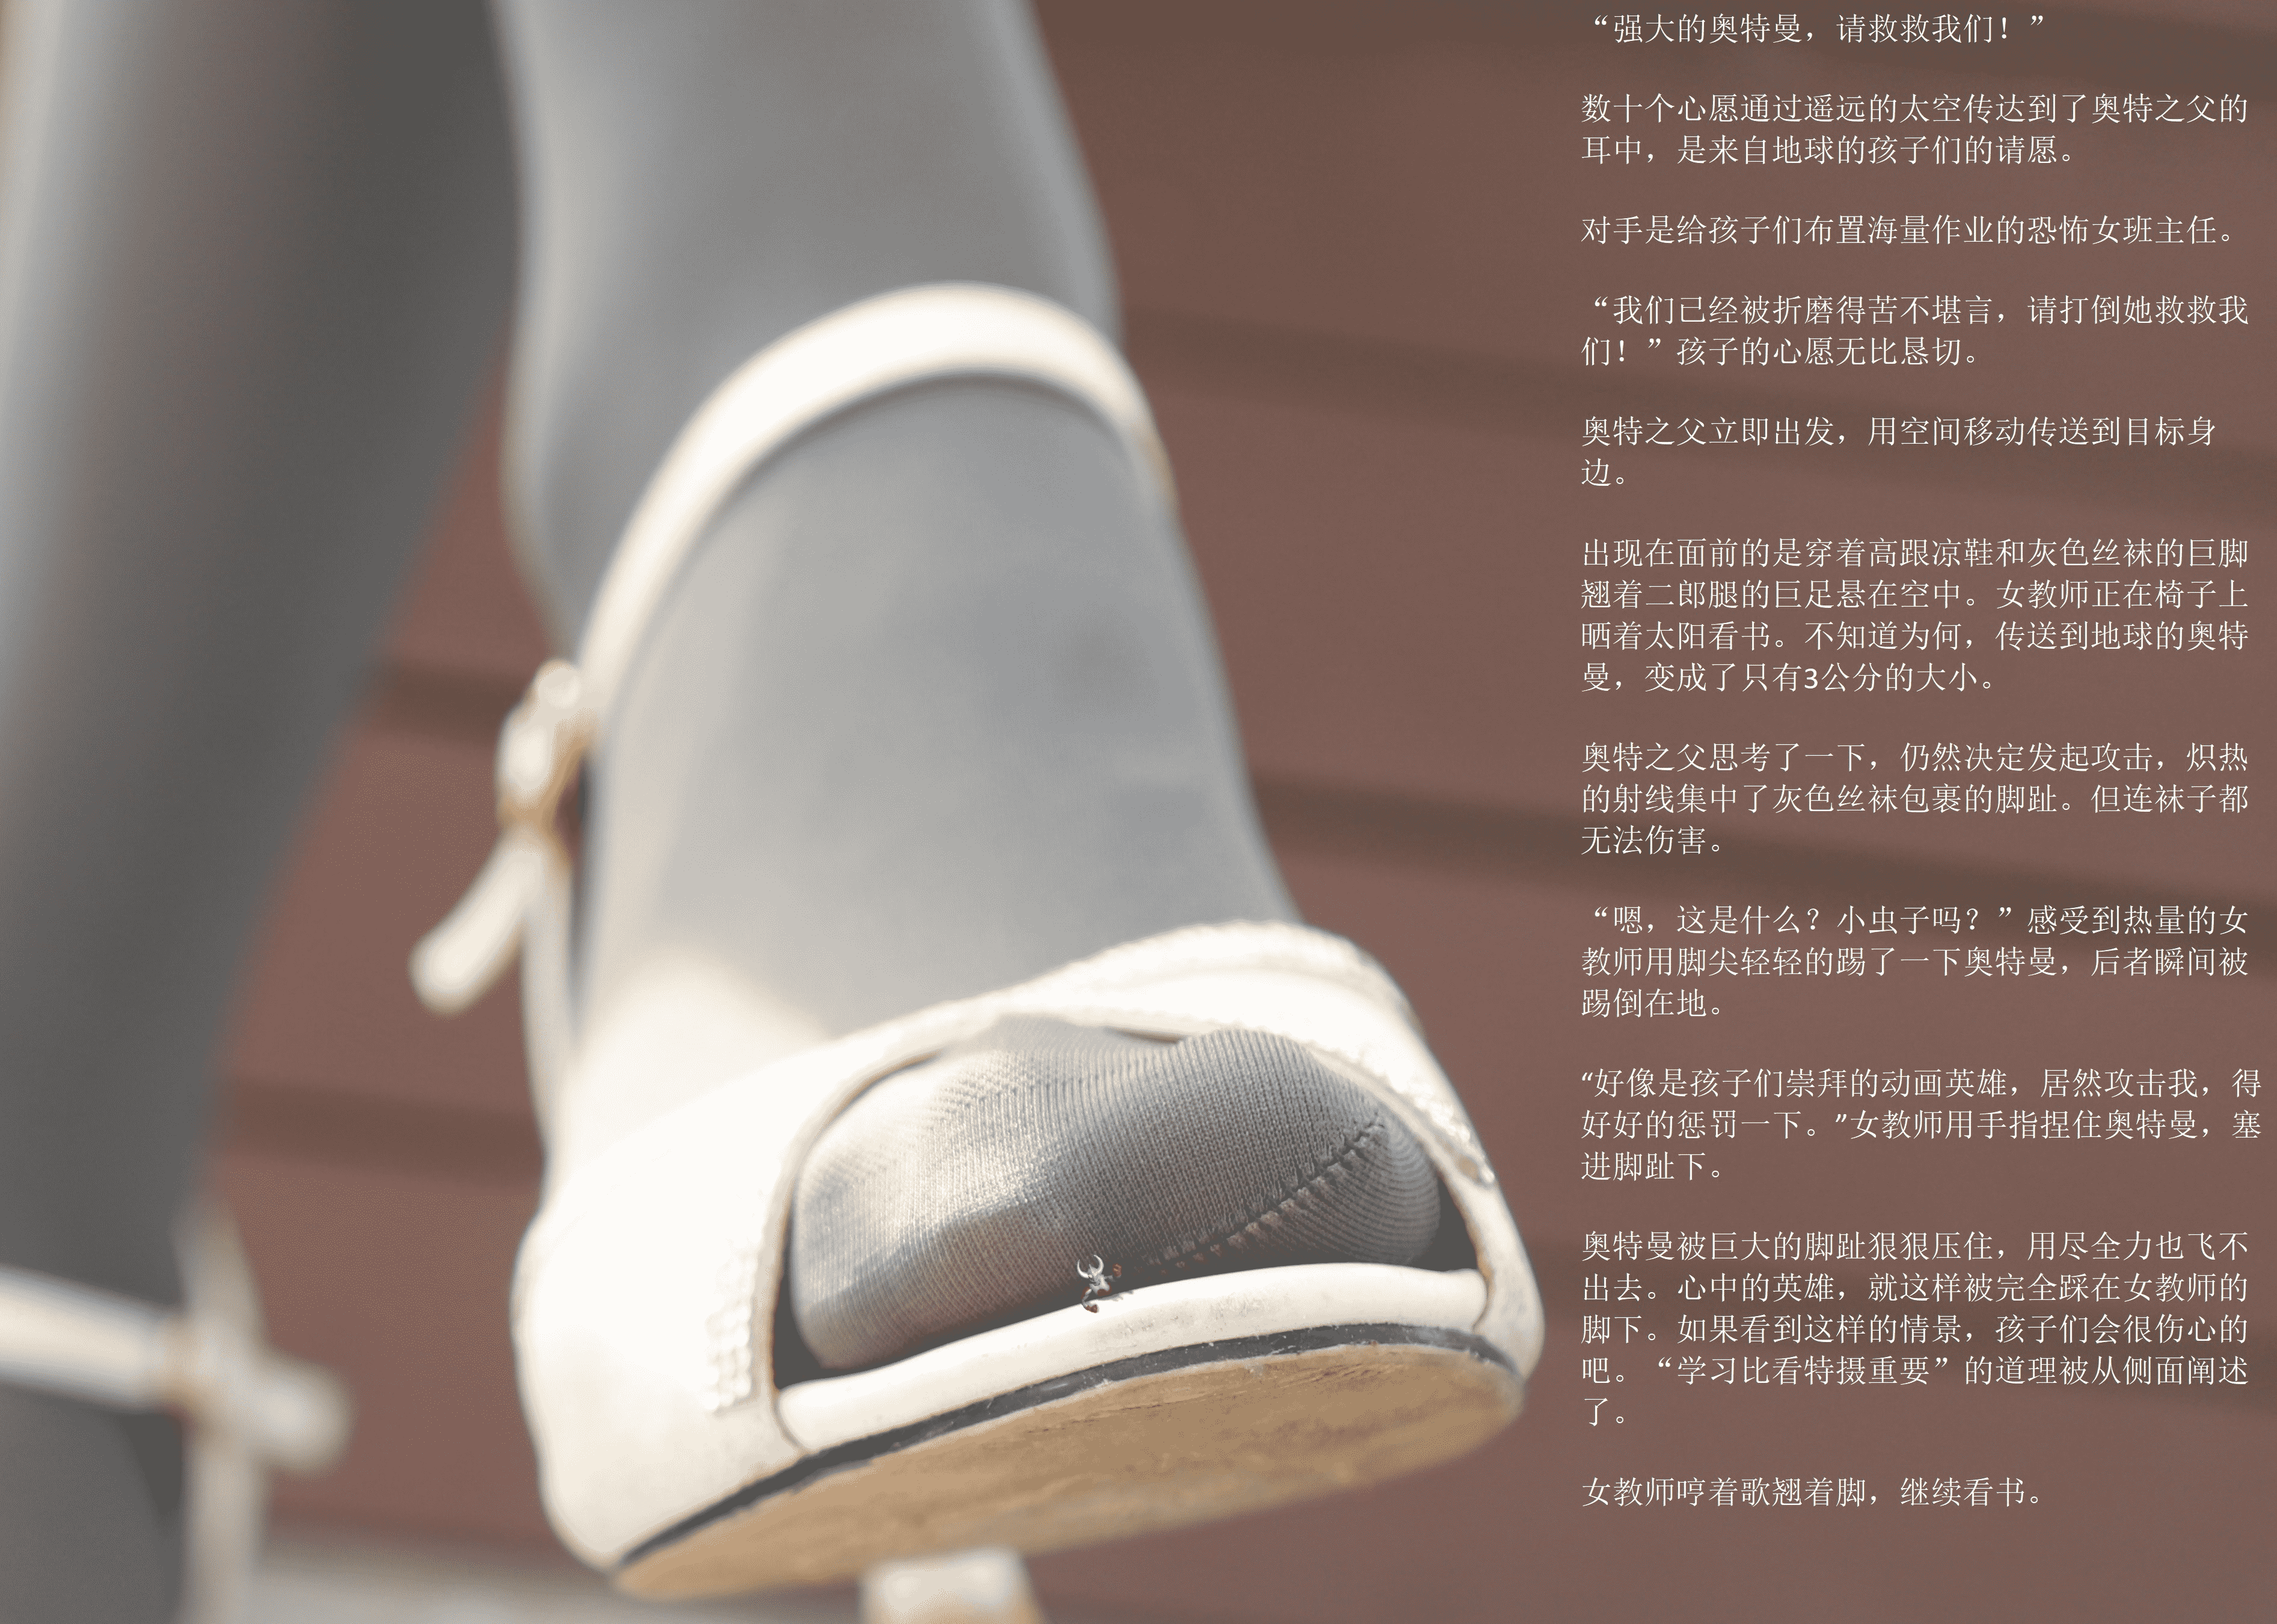 “强大的奥特曼，请救救我们！”
数十个心愿通过遥远的太空传达到了奥特之父的
耳中，是来自地球的孩子们的请愿。
对手是给孩子们布置海量作业的恐怖女班主任。
“我们已经被折磨得苦不堪言，请打倒她救救我
们！”孩子的心愿无比恳切。
奥特之父立即出发，用空间移动传送到目标身
边。
出现在面前的是穿着高跟凉鞋和灰色丝袜的巨脚
翘着二郎腿的巨足悬在空中。女教师正在椅子上
晒着太阳看书。不知道为何，传送到地球的奥特
曼，变成了只有3公分的大小。
奥特之父思考了一下，仍然决定发起攻击，炽热
的射线集中了灰色丝袜包裹的脚趾。但连袜子都
无法伤害。
“嗯，这是什么？小虫子吗？”感受到热量的女
教师用脚尖轻轻的踢了一下奥特曼，后者瞬间被
踢倒在地。
“好像是孩子们崇拜的动画英雄，居然攻击我，得
好好的惩罚一下。”女教师用手指捏住奥特曼，塞
进脚趾下。
奥特曼被巨大的脚趾狠狠压住，用尽全力也飞不
出去。心中的英雄，就这样被完全踩在女教师的
脚下。如果看到这样的情景，孩子们会很伤心的
吧。“学习比看特摄重要”的道理被从侧面阐述
了。
女教师哼着歌翘着脚，继续看书。